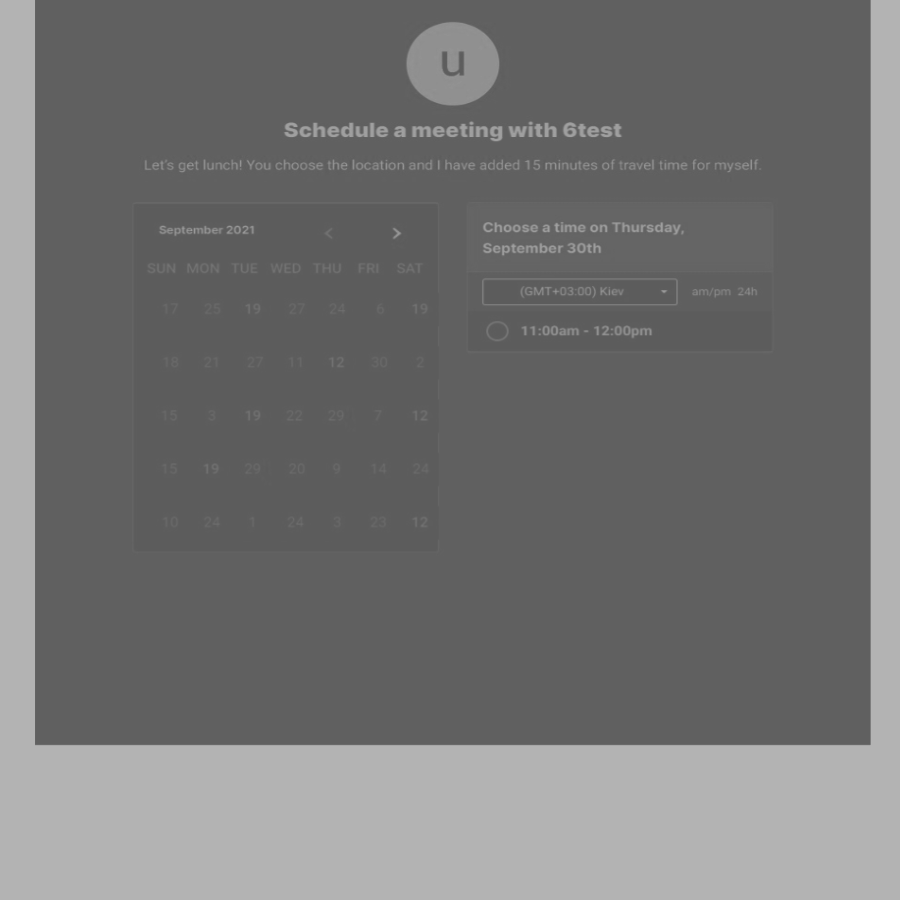 u
Schedule a meeting with 6test
Let's get lunch! You choose the location and I have added 15 minutes of travel time for myself.
September 2021 < >
SUN MON TUE WED THU FRI SAT
17 25 19 27 24 6 19
18 21 27 11 12 30 2
15 3 19 22 29 7 12
15 19 29 20 9 14 24
10 24 1 24 3 23 12
Choose a time on Thursday,
September 30th
(GMT+03:00) Kiev am/pm 24h
11:00am - 12:00pm